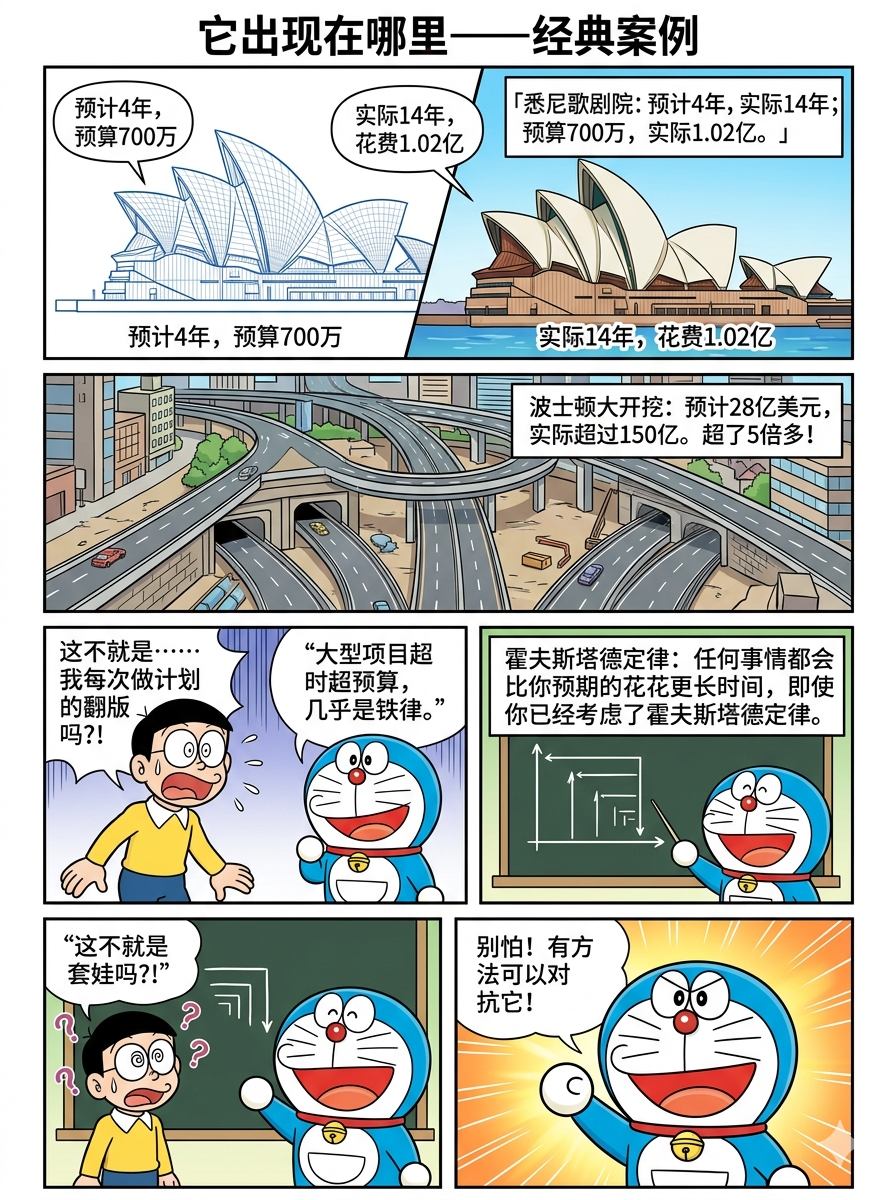 它出现在哪里——经典案例
预计4年，
预算700万
实际14年，
花费1.02亿
「悉尼歌剧院：预计4年，实际14年；
预算700万，实际1.02亿。」
预计4年，预算700万
实际14年，花费1.02亿
波士顿大开挖：预计28亿美元，
实际超过150亿。超了5倍多！
这不就是……
我每次做计划
的翻版
吗?!
“大型项目超
时超预算，
几乎是铁律。”
霍夫斯塔德定律：任何事情都会
比你预期的花花更长时间，即使
你已经考虑了霍夫斯塔德定律。
“这不就是
套娃吗?!”
? ? ? ?
别怕！有方
法可以对
抗它！